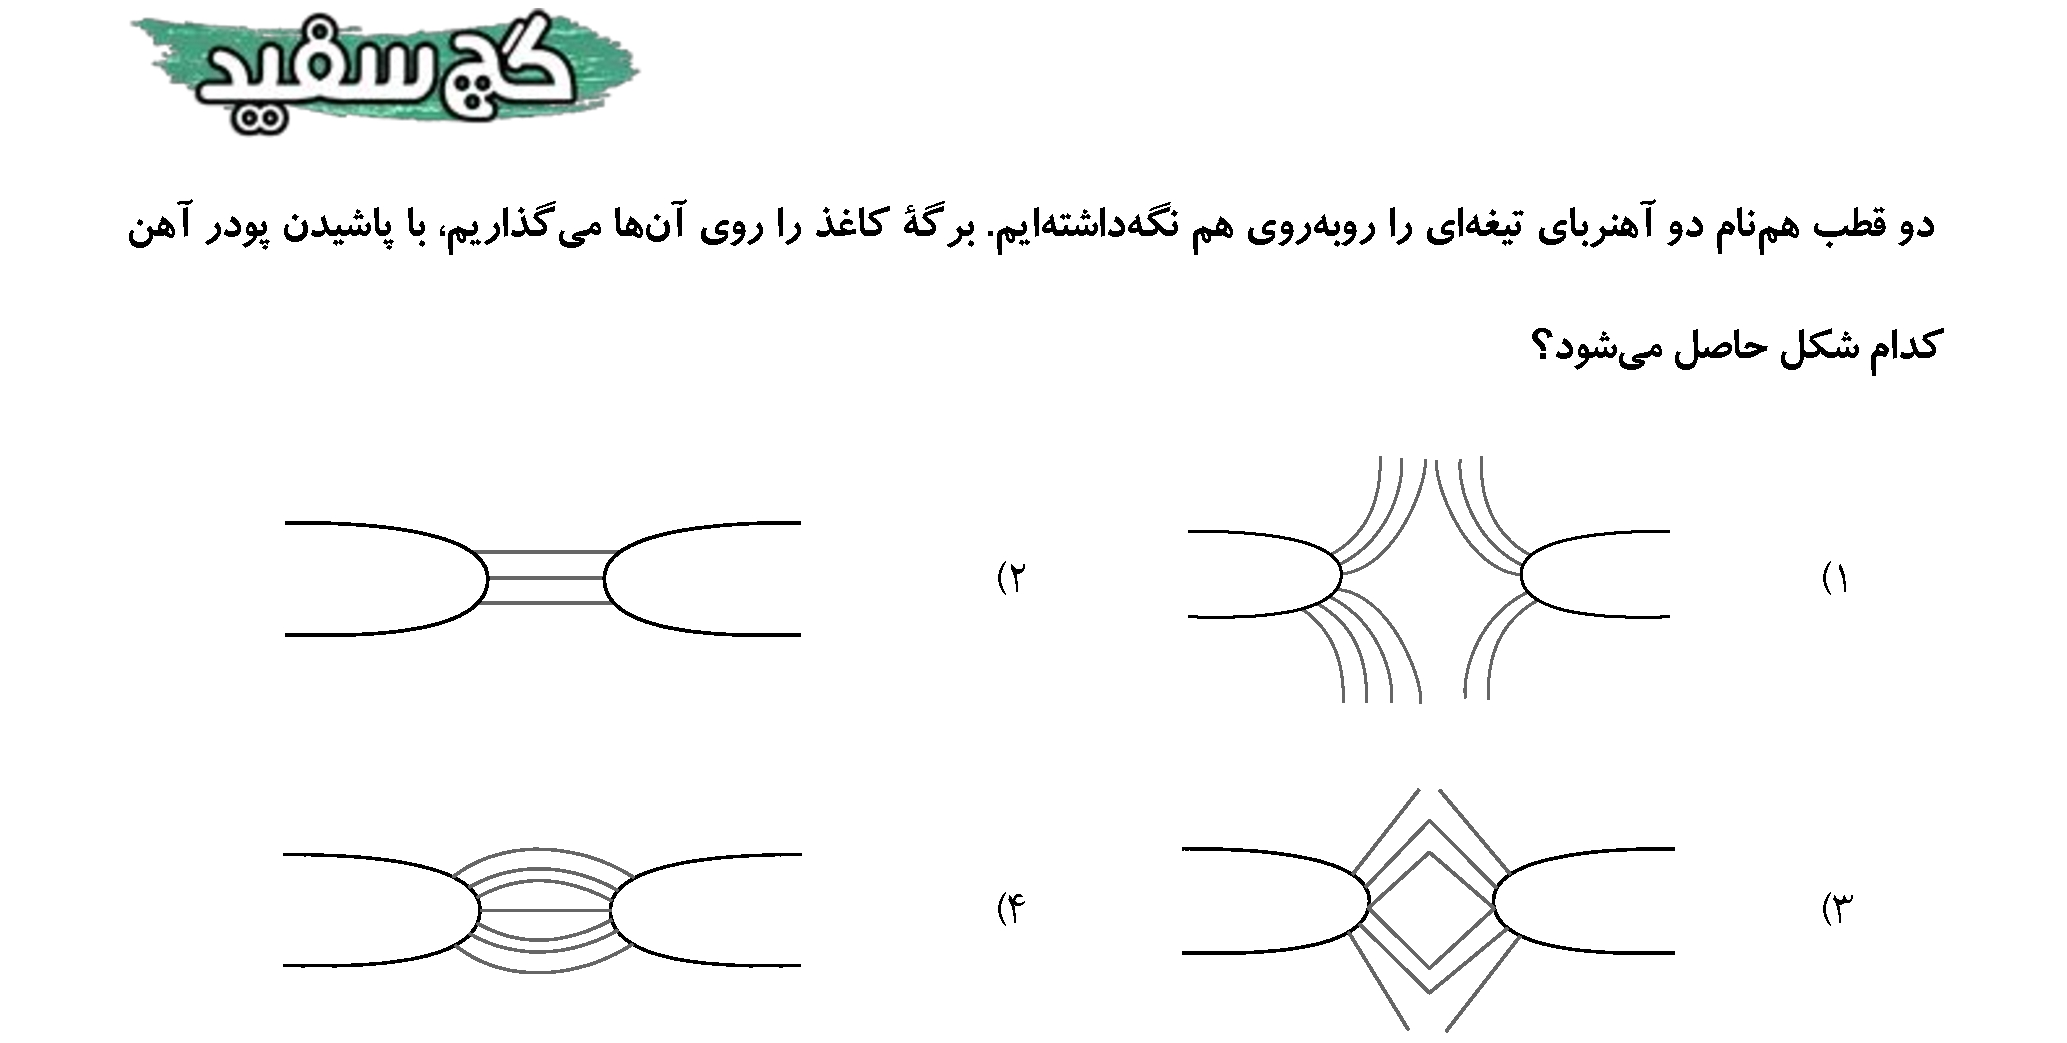 گچ سفید
دو قطب هم‌نام دو آهنربای تیغه‌ای را روبه‌روی هم نگه‌داشته‌ایم. برگهٔ کاغذ را روی آن‌ها می‌گذاریم، با پاشیدن پودر آهن
کدام شکل حاصل می‌شود؟
۱)
۲)
۳)
۴)